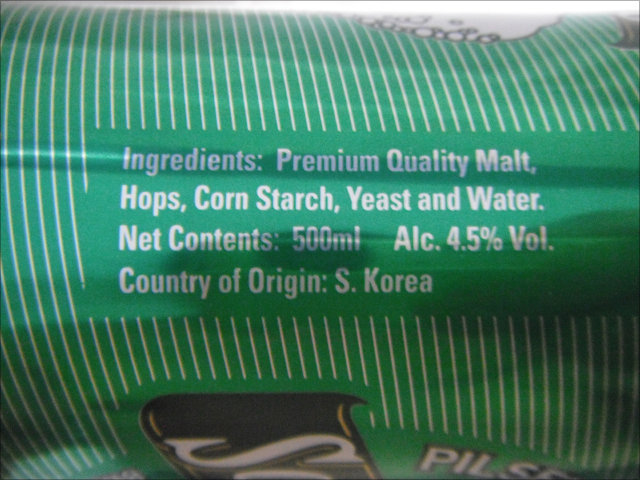 Ingredients: Premium Quality Malt,
Hops, Corn Starch, Yeast and Water.
Net Contents: 500ml Alc. 4.5% Vol.
Country of Origin: S. Korea